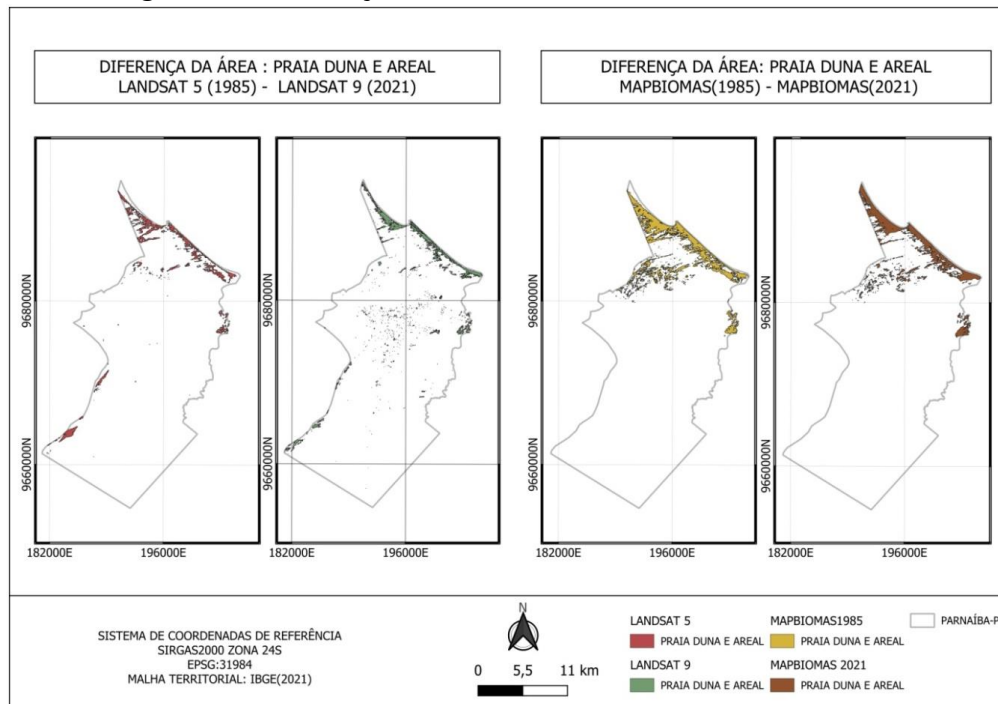 DIFERENÇA DA ÁREA : PRAIA DUNA E AREAL
LANDSAT 5 (1985) - LANDSAT 9 (2021)
DIFERENÇA DA ÁREA: PRAIA DUNA E AREAL
MAPBIOMAS(1985) - MAPBIOMAS(2021)
9680000N
9660000N
182000E
196000E
9680000N
9660000N
182000E
196000E
9680000N
9660000N
182000E
196000E
9680000N
9660000N
182000E
196000E
SISTEMA DE COORDENADAS DE REFERÊNCIA
SIRGAS2000 ZONA 24S
EPSG:31984
MALHA TERRITORIAL: IBGE(2021)
N
0 5,5 11 km
LANDSAT 5
PRAIA DUNA E AREAL
LANDSAT 9
PRAIA DUNA E AREAL
MAPBIOMAS1985
PRAIA DUNA E AREAL
MAPBIOMAS 2021
PRAIA DUNA E AREAL
PARNAÍBA-P